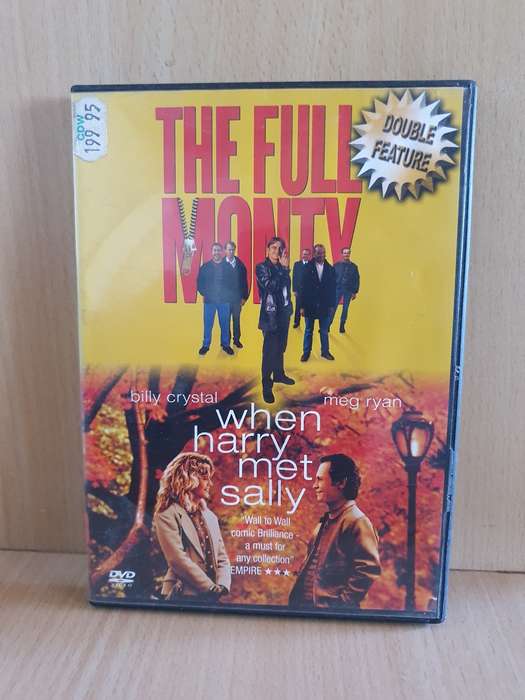 CDW
199 95
THE FULL
MONTY
DOUBLE
FEATURE
billy crystal
meg ryan
when
harry
met
sally
"Wall to Wall
comic Brilliance -
a must for
any collection"
EMPIRE ★★★
DVD
VIDEO